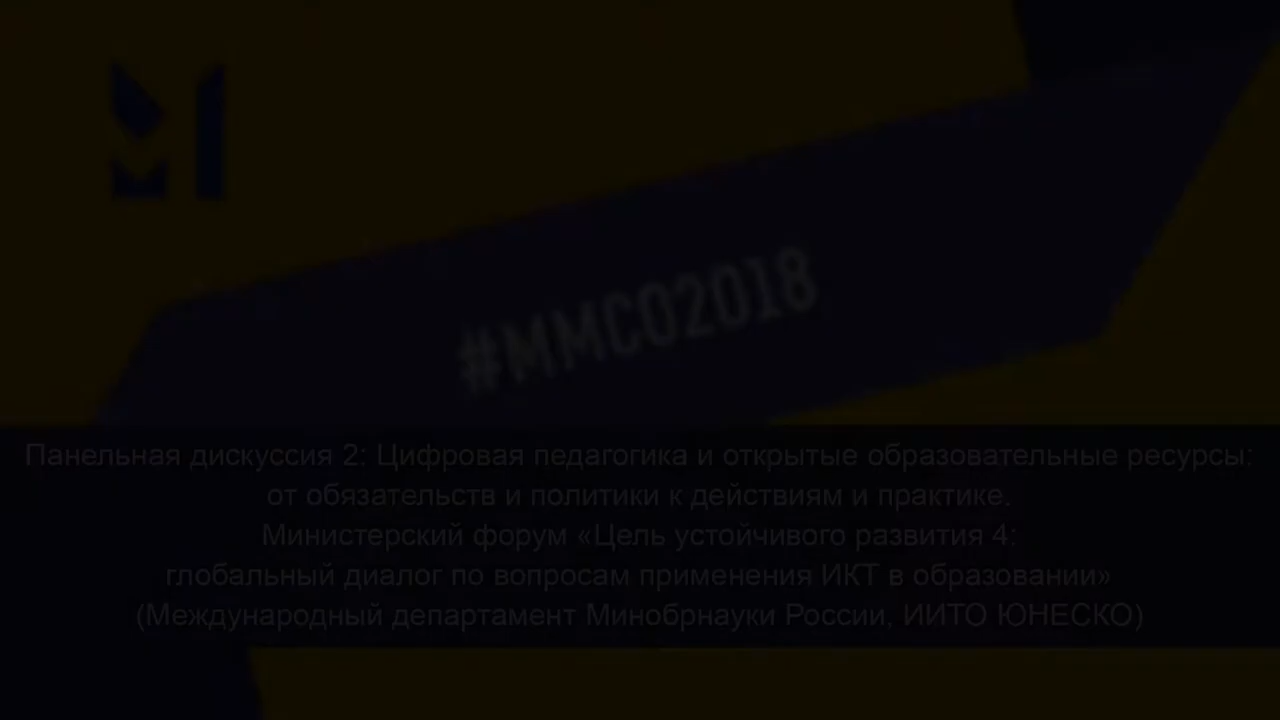 #MMCO2018
Панельная дискуссия 2: Цифровая педагогика и открытые образовательные ресурсы:
от обязательств и политики к действиям и практике.
Министерский форум «Цель устойчивого развития 4:
глобальный диалог по вопросам применения ИКТ в образовании»
(Международный департамент Минобрнауки России, ИИТО ЮНЕСКО)